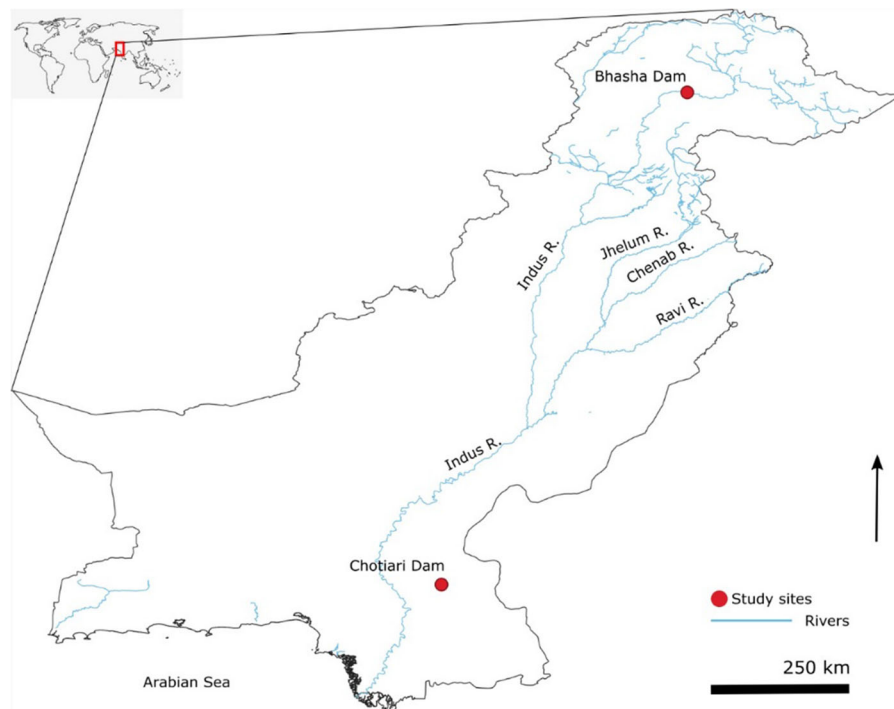 Bhasha Dam
Indus R.
Jhelum R.
Chenab R.
Ravi R.
Indus R.
Chotiari Dam
Study sites
Rivers
Arabian Sea
250 km